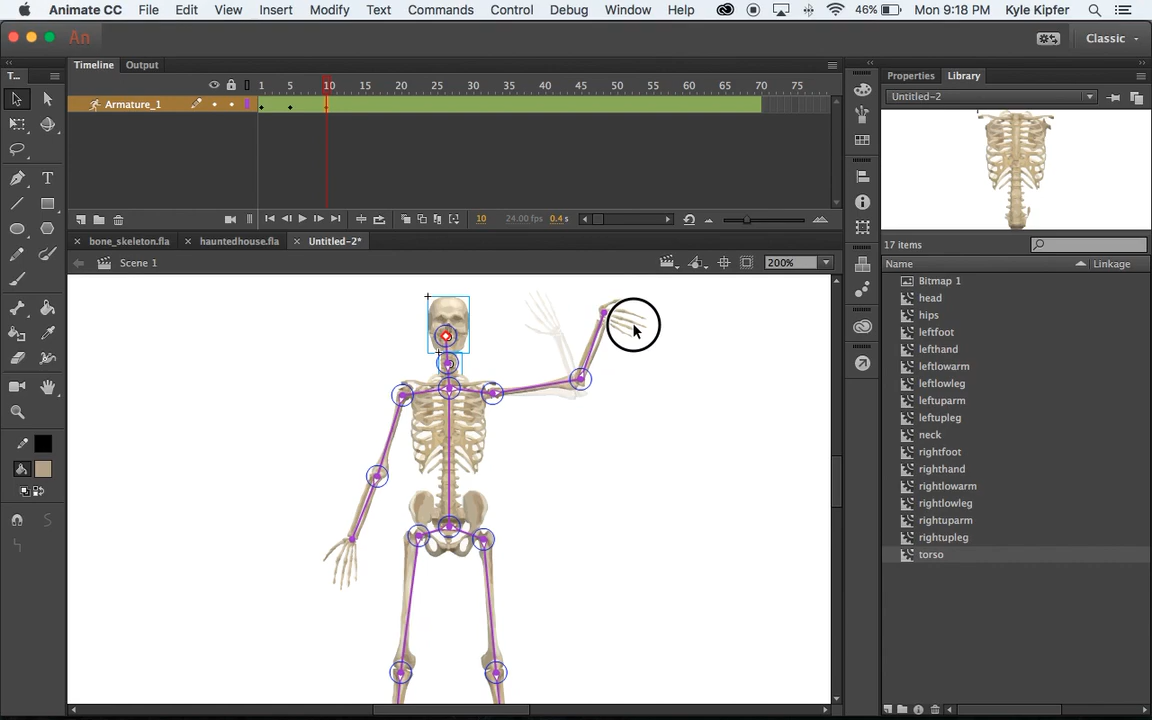 Animate CC File Edit View Insert Modify Text Commands Control Debug Window Help 46% Mon 9:18 PM Kyle Kipfer
An Classic
Timeline Output
T...
1 5 10 15 20 25 30 35 40 45 50 55 60 65 70 75
Armature_1
10 24.00 fps 0.4 s
bone_skeleton.fla hauntedhouse.fla Untitled-2*
Scene 1 200%
Properties Library
Untitled-2
17 items
Name Linkage
Bitmap 1
head
hips
leftfoot
lefthand
leftlowarm
leftlowleg
leftuparm
leftupleg
neck
rightfoot
righthand
rightlowarm
rightlowleg
rightuparm
rightupleg
torso